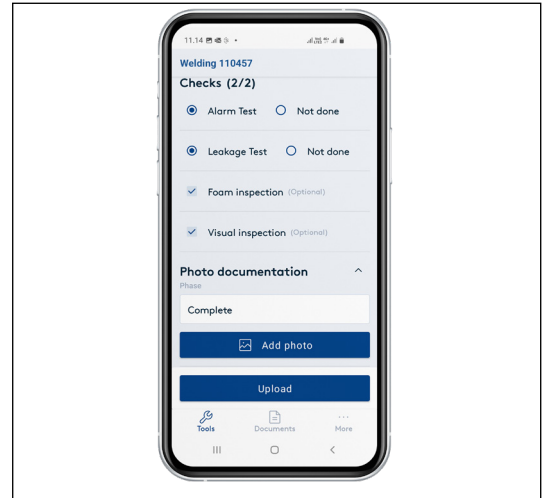 11.14
Welding 110457
Checks (2/2)
Alarm Test Not done
Leakage Test Not done
Foam inspection (Optional)
Visual inspection (Optional)
Photo documentation
Phase
Complete
Add photo
Upload
Tools Documents More